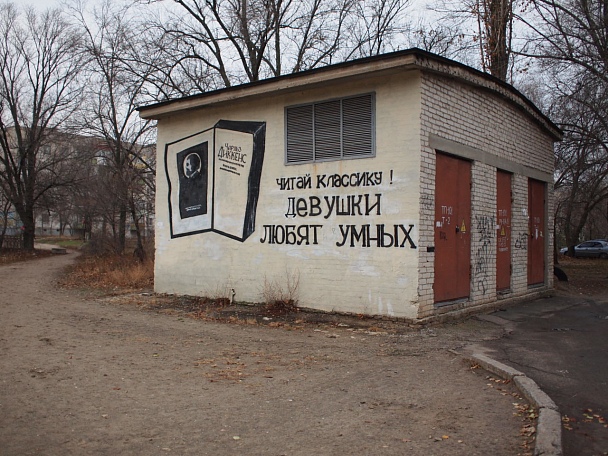 Чарльз
Диккенс
Читай классику!
Девушки
любят умных